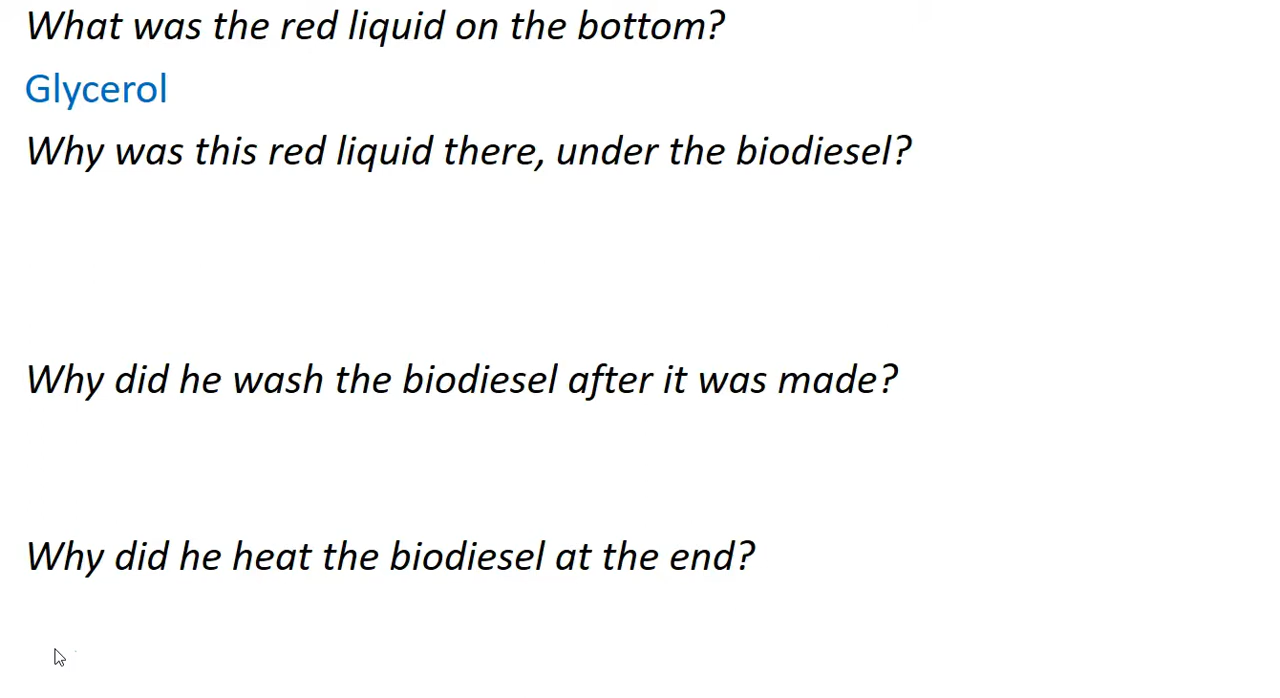 What was the red liquid on the bottom?
Glycerol
Why was this red liquid there, under the biodiesel?
Why did he wash the biodiesel after it was made?
Why did he heat the biodiesel at the end?